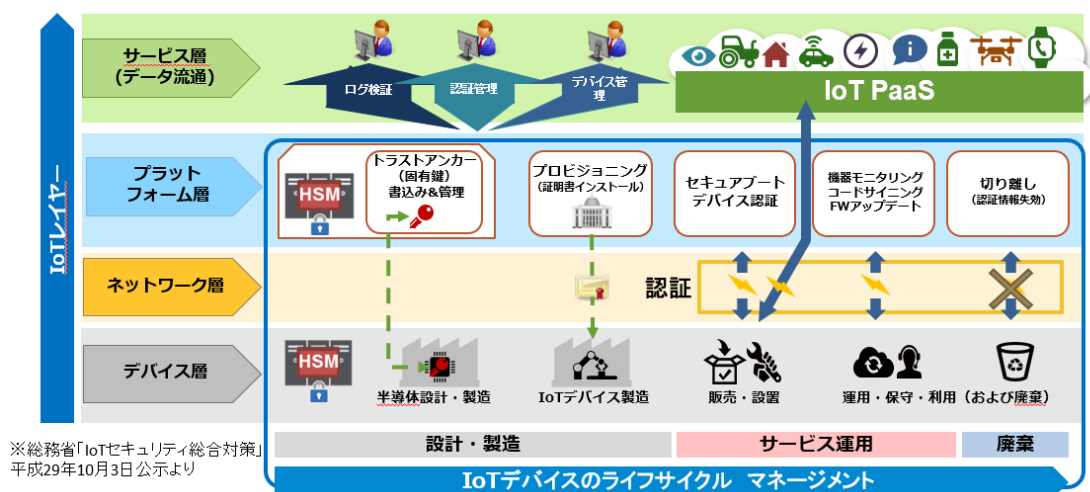 IoTレイヤー
サービス層
(データ流通)
ログ検証
認証管理
デバイス管
理
IoT PaaS
プラット
フォーム層
HSM
トラストアンカー
（固有鍵）
書込み&管理
プロビジョニング
（証明書インストール）
セキュアブート
デバイス認証
機器モニタリング
コードサイニング
FWアップデート
切り離し
（認証情報失効）
ネットワーク層
認証
デバイス層
HSM
半導体設計・製造
IoTデバイス製造
販売・設置
運用・保守・利用（および廃棄）
設計・製造
サービス運用
廃棄
IoTデバイスのライフサイクル　マネージメント
※総務省「IoTセキュリティ総合対策」
平成29年10月3日公示より